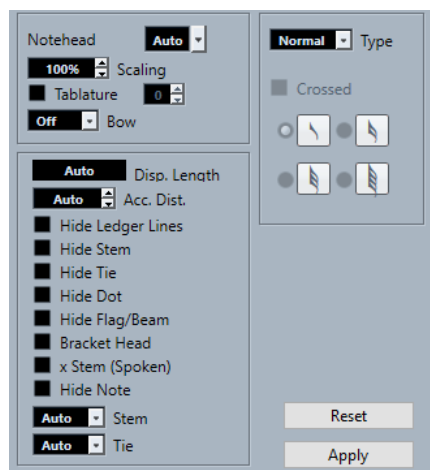 Notehead Auto
100% Scaling
Tablature 0
Off Bow
Auto Disp. Length
Auto Acc. Dist.
Hide Ledger Lines
Hide Stem
Hide Tie
Hide Dot
Hide Flag/Beam
Bracket Head
x Stem (Spoken)
Hide Note
Auto Stem
Auto Tie
Normal Type
Crossed
Reset
Apply